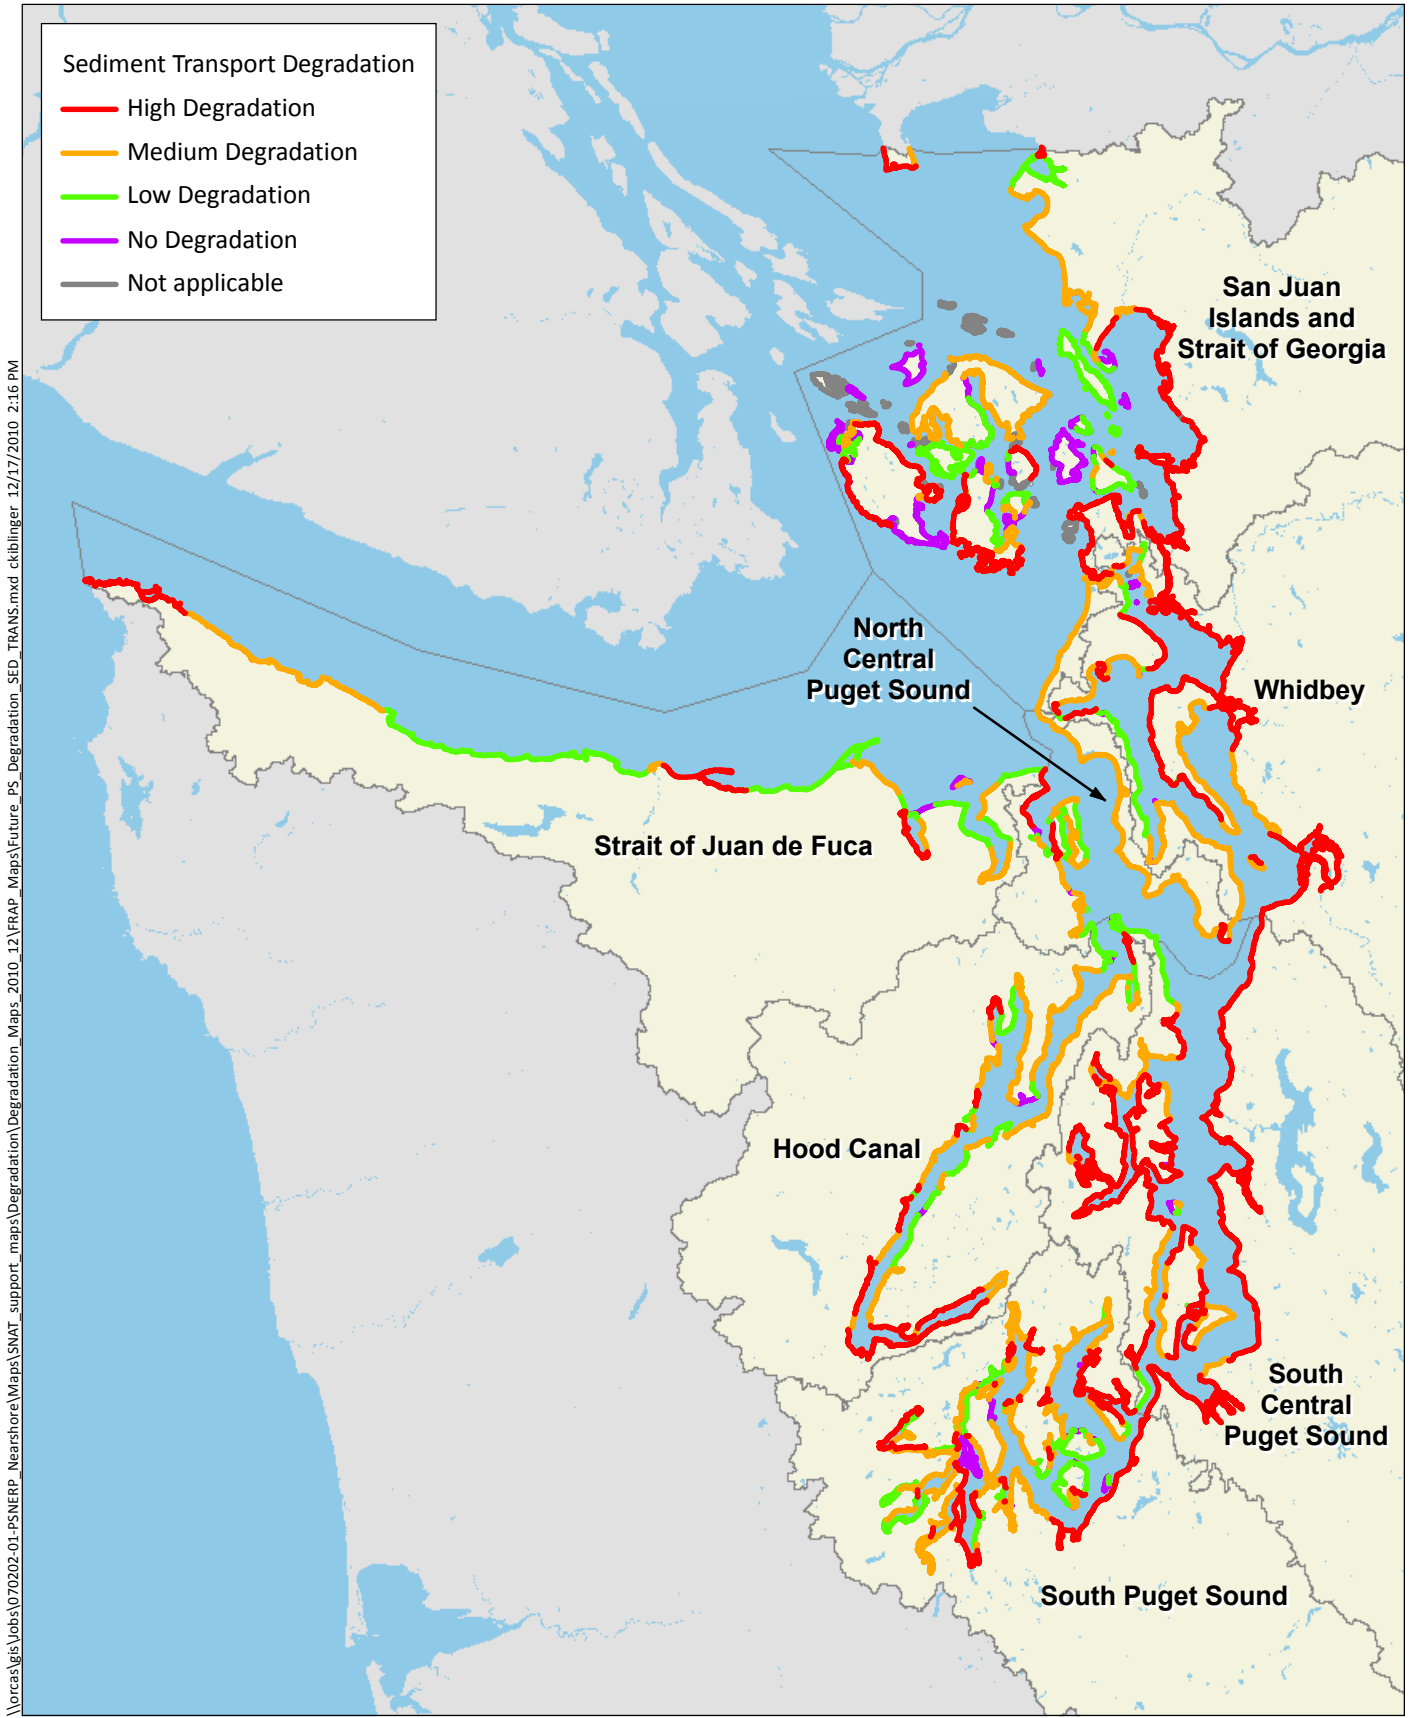 Sediment Transport Degradation
High Degradation
Medium Degradation
Low Degradation
No Degradation
Not applicable
San Juan
Islands and
Strait of Georgia
North
Central
Puget Sound
Whidbey
Strait of Juan de Fuca
Hood Canal
South
Central
Puget Sound
South Puget Sound
\\orcas\gis\Jobs\070202-01-PSNERP_Nearshore\Maps\SNAT_support_maps\Degradation\Degradation_Maps_2010_12\FRAP_Maps\Future_PS_Degradation_SED_TRANS.mxd ckiblinger 12/17/2010 2:16 PM